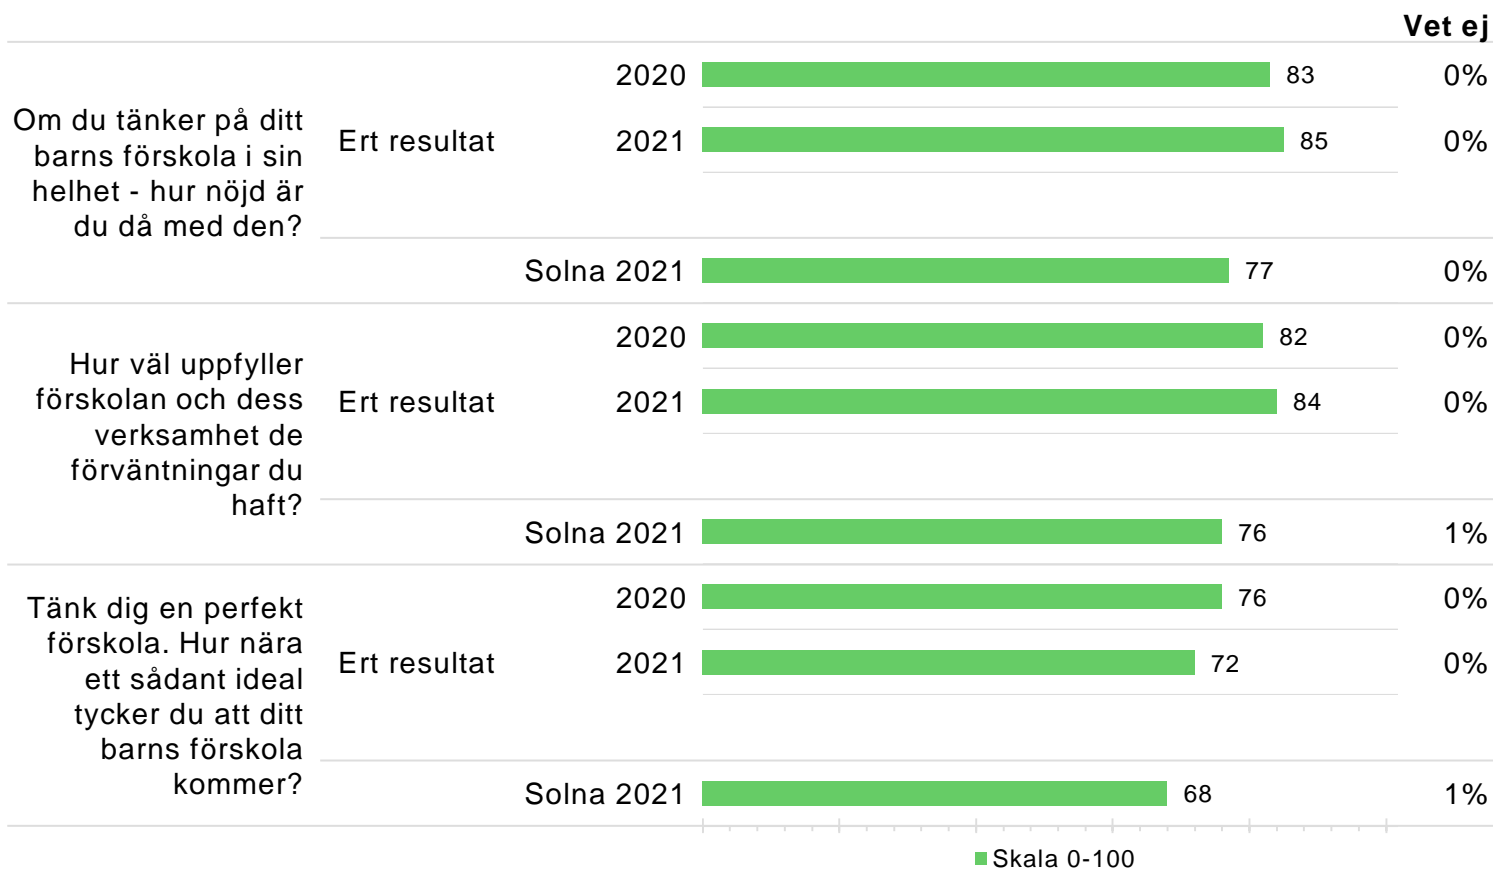 Vet ej
Om du tänker på ditt
barns förskola i sin
helhet - hur nöjd är
du då med den?
Ert resultat
2020 83 0%
2021 85 0%
Solna 2021 77 0%
Hur väl uppfyller
förskolan och dess
verksamhet de
förväntningar du
haft?
Ert resultat
2020 82 0%
2021 84 0%
Solna 2021 76 1%
Tänk dig en perfekt
förskola. Hur nära
ett sådant ideal
tycker du att ditt
barns förskola
kommer?
Ert resultat
2020 76 0%
2021 72 0%
Solna 2021 68 1%
Skala 0-100